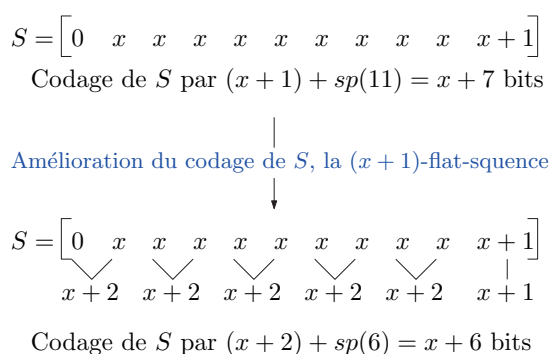 S = [0 x x x x x x x x x x + 1]
Codage de S par (x + 1) + sp(11) = x + 7 bits
Amélioration du codage de S, la (x + 1)-flat-squence
S = [0 x x x x x x x x x x + 1]
x + 2 x + 2 x + 2 x + 2 x + 2 x + 1
Codage de S par (x + 2) + sp(6) = x + 6 bits